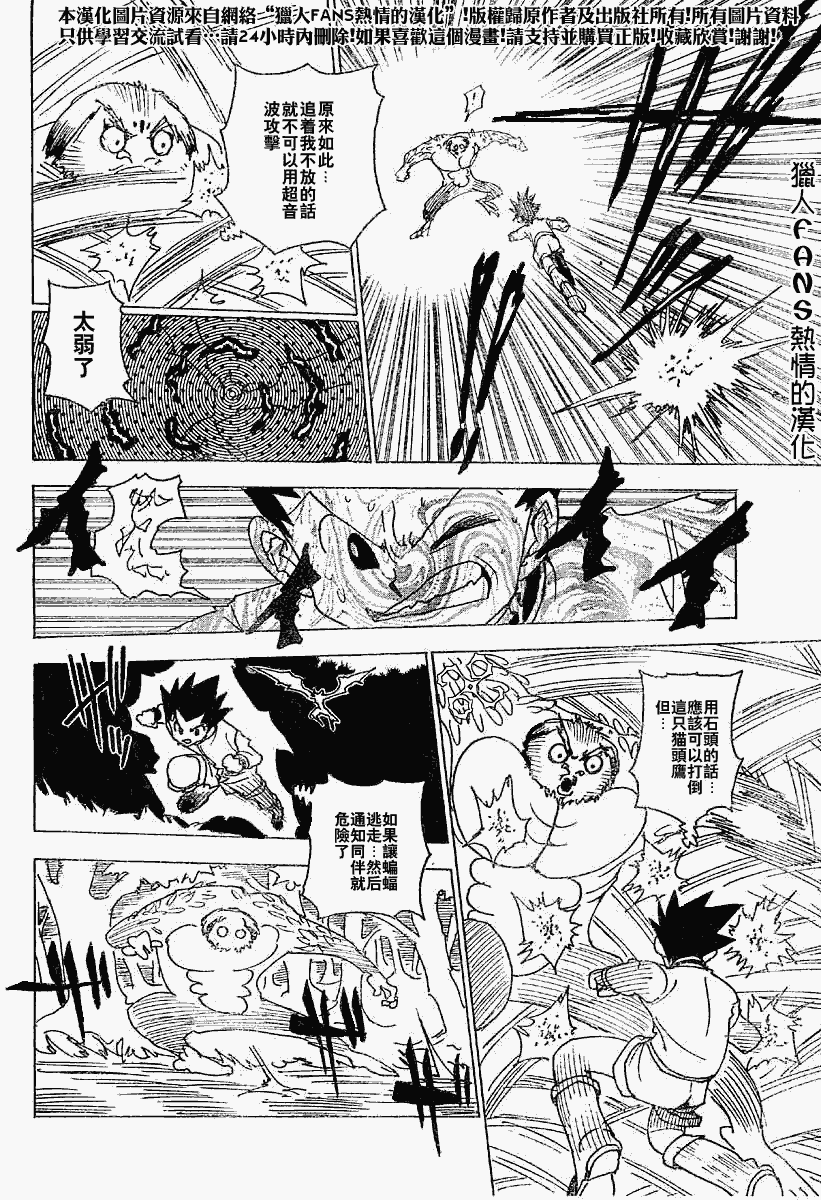 本漢化圖片資源來自網絡“獵人FANS熱情的漢化”!版權歸原作者及出版社所有!所有圖片資料
只供學習交流試看…請24小時內刪除!如果喜歡這個漫畫!請支持並購買正版!收藏欣賞!謝謝!
獵人FANS熱情的漢化
!
原來如此…
追着我不放的話
就不可以用超音
波攻擊
太弱了
用石頭的話…
應該可以打倒
這只猫頭鷹
但…
如果讓蝙蝠
逃走…然后
通知同伴就
危險了